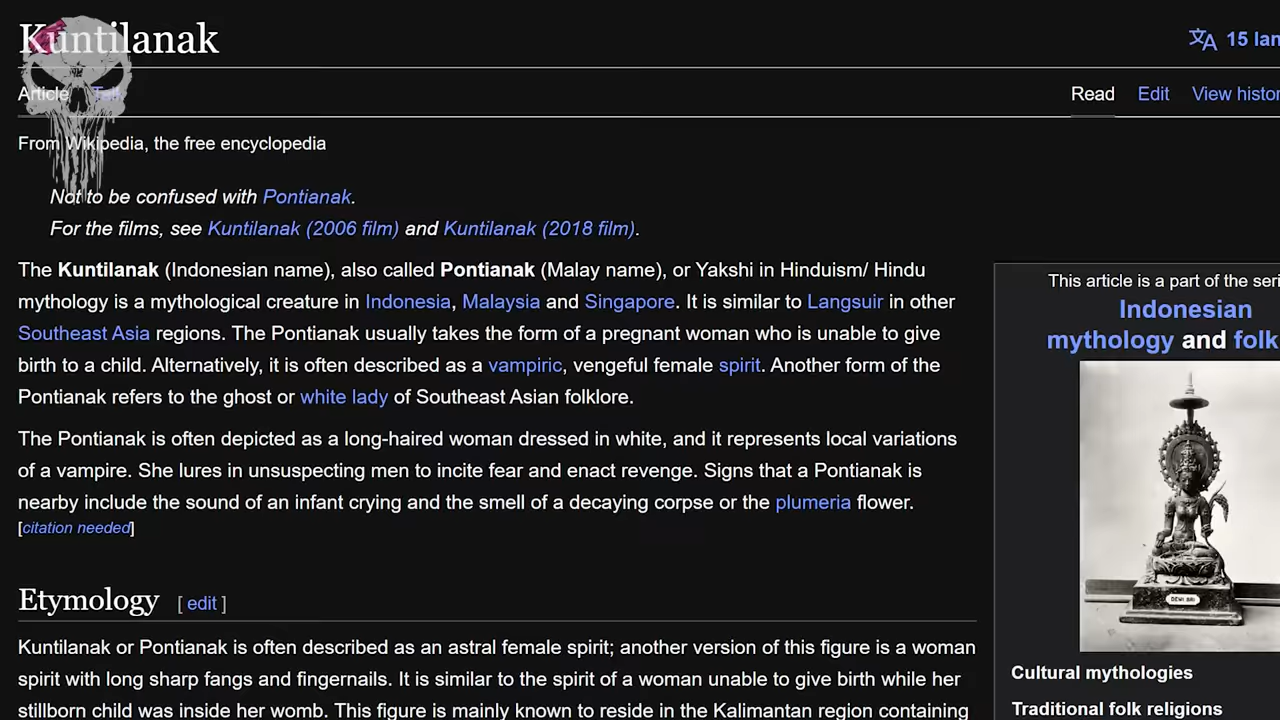 Kuntilanak
15 lan
Article Talk
Read Edit View histor
From Wikipedia, the free encyclopedia
Not to be confused with Pontianak.
For the films, see Kuntilanak (2006 film) and Kuntilanak (2018 film).
The Kuntilanak (Indonesian name), also called Pontianak (Malay name), or Yakshi in Hinduism/ Hindu
mythology is a mythological creature in Indonesia, Malaysia and Singapore. It is similar to Langsuir in other
Southeast Asia regions. The Pontianak usually takes the form of a pregnant woman who is unable to give
birth to a child. Alternatively, it is often described as a vampiric, vengeful female spirit. Another form of the
Pontianak refers to the ghost or white lady of Southeast Asian folklore.
The Pontianak is often depicted as a long-haired woman dressed in white, and it represents local variations
of a vampire. She lures in unsuspecting men to incite fear and enact revenge. Signs that a Pontianak is
nearby include the sound of an infant crying and the smell of a decaying corpse or the plumeria flower.
[citation needed]
Etymology [ edit ]
Kuntilanak or Pontianak is often described as an astral female spirit; another version of this figure is a woman
spirit with long sharp fangs and fingernails. It is similar to the spirit of a woman unable to give birth while her
stillborn child was inside her womb. This figure is mainly known to reside in the Kalimantan region containing
This article is a part of the seri
Indonesian
mythology and folk
DEWI SRI
Cultural mythologies
Traditional folk religions